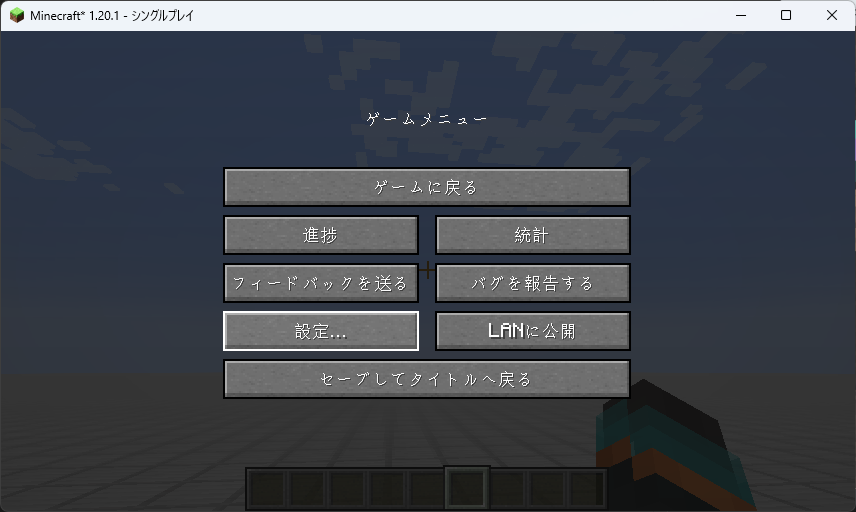 Minecraft* 1.20.1 - シングルプレイ
ゲームメニュー
ゲームに戻る
進捗
統計
フィードバックを送る
バグを報告する
設定...
LANに公開
セーブしてタイトルへ戻る